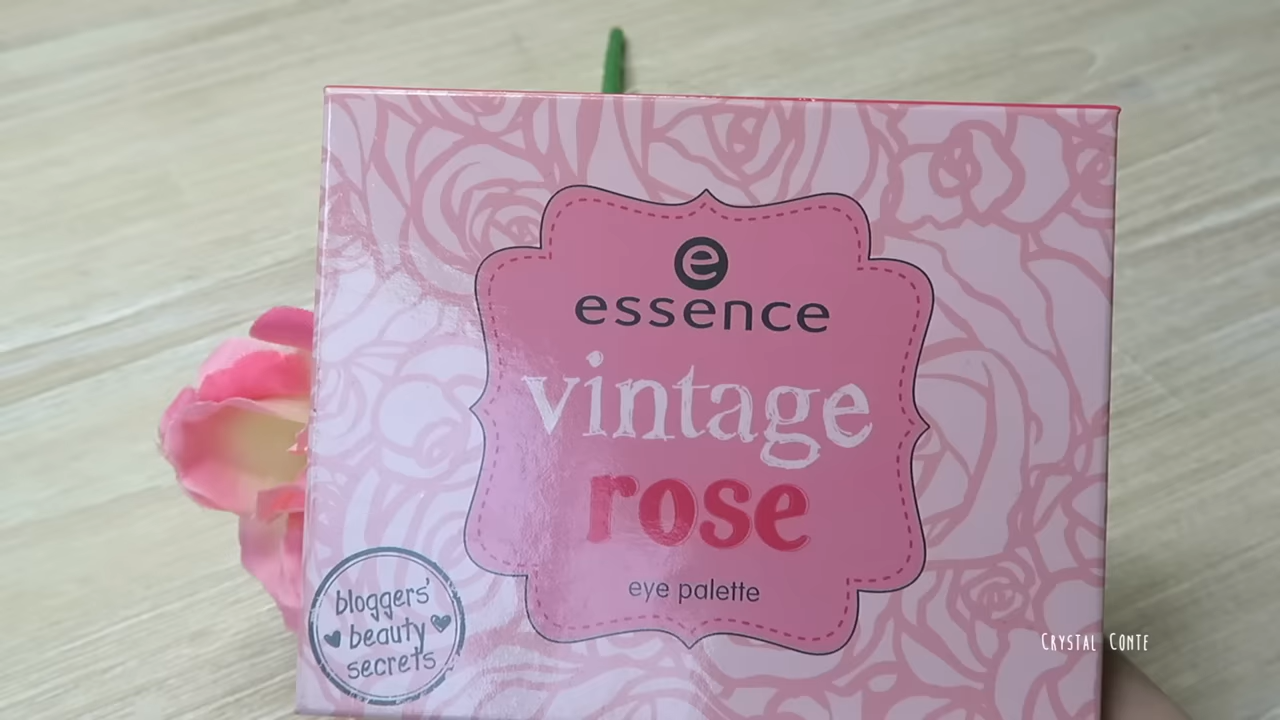 e
essence
vintage
rose
eye palette
bloggers'
beauty
secrets
Crystal Conte